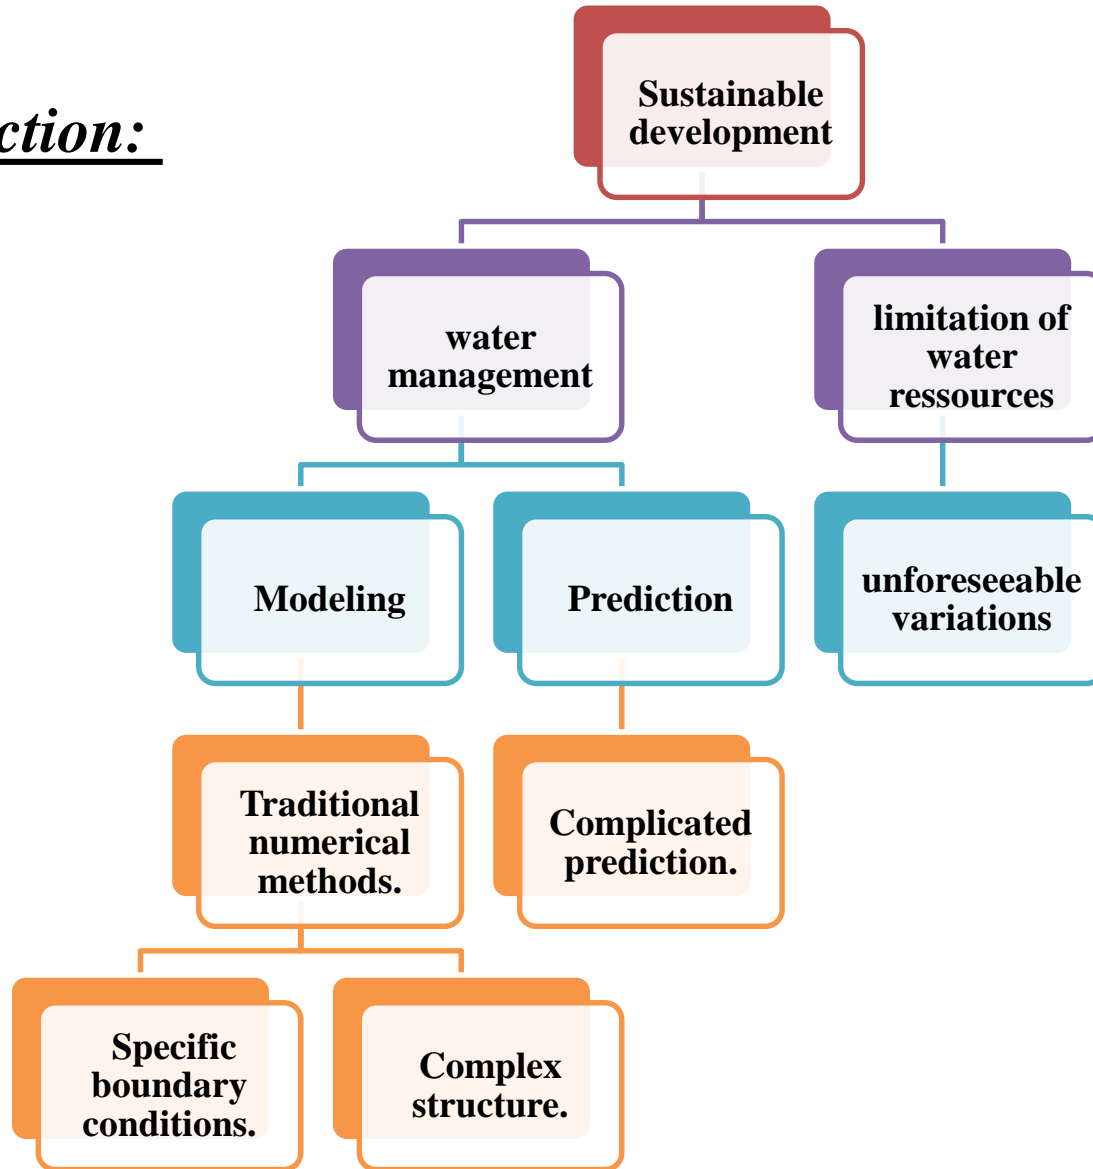 ction:
Sustainable
development
water
management
limitation of
water
ressources
Modeling
Prediction
unforeseeable
variations
Traditional
numerical
methods.
Complicated
prediction.
Specific
boundary
conditions.
Complex
structure.